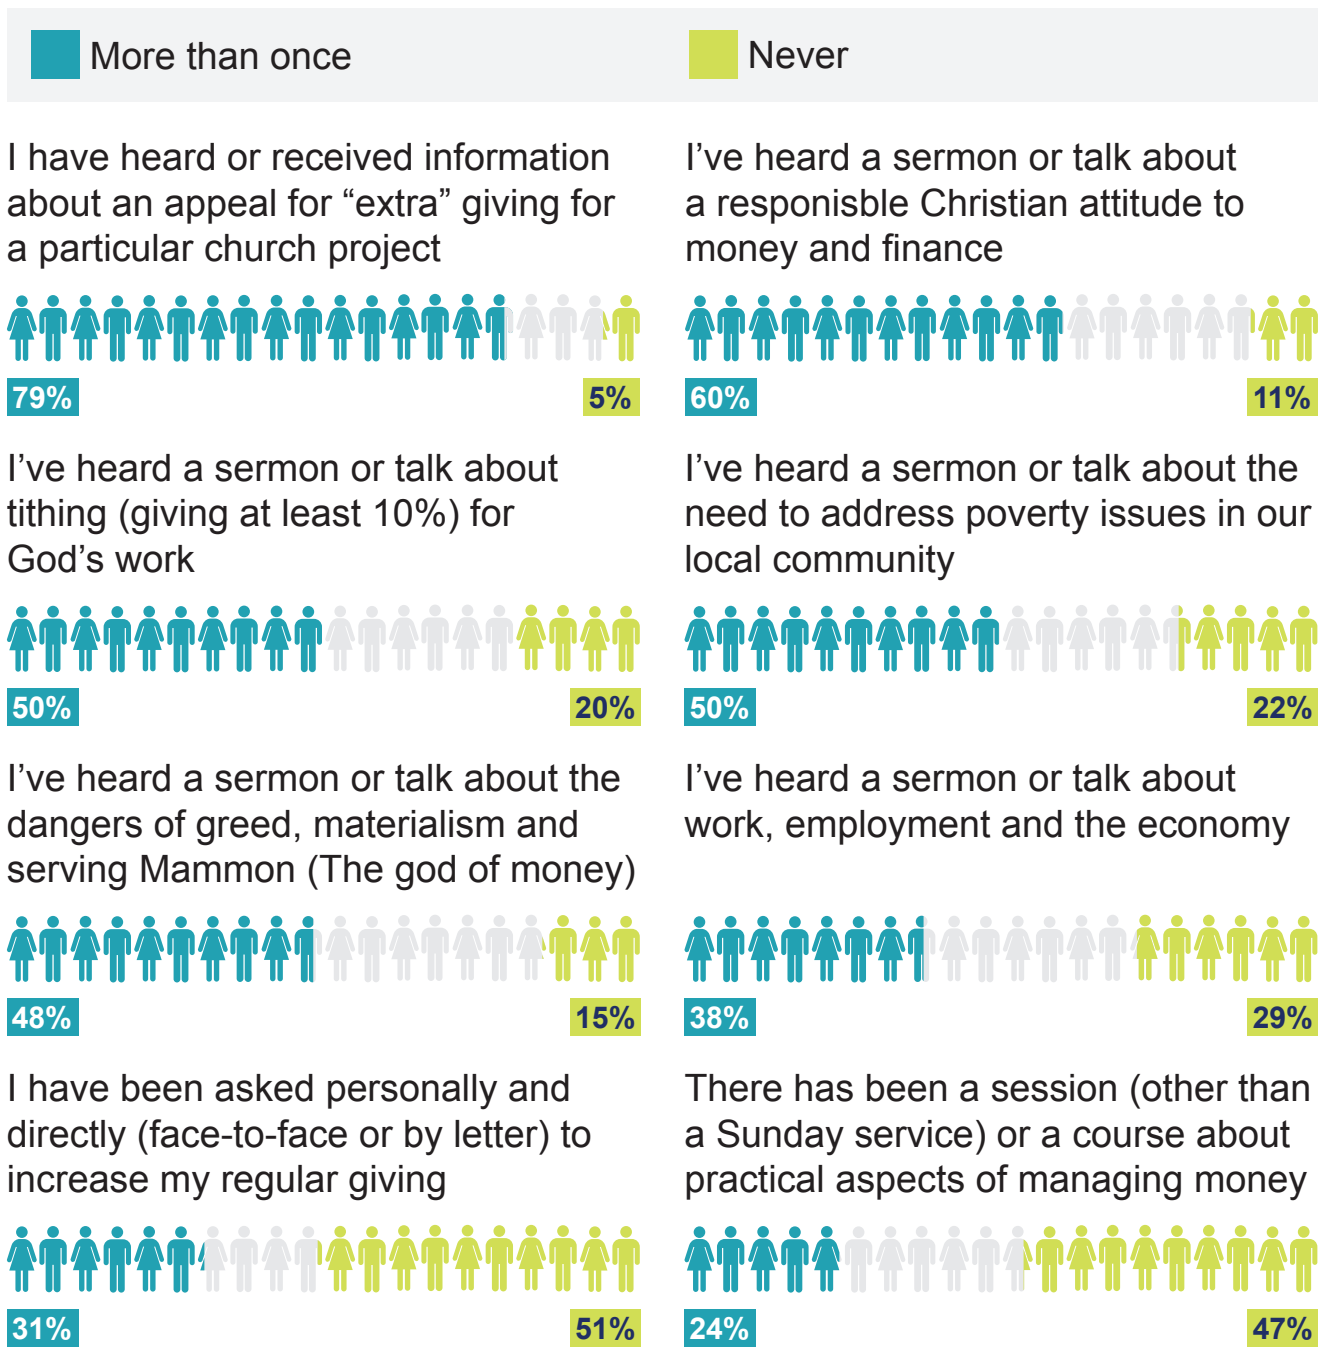 More than once
Never
I have heard or received information
about an appeal for “extra” giving for
a particular church project
79%
5%
I’ve heard a sermon or talk about
a responisble Christian attitude to
money and finance
60%
11%
I’ve heard a sermon or talk about
tithing (giving at least 10%) for
God’s work
50%
20%
I’ve heard a sermon or talk about the
need to address poverty issues in our
local community
50%
22%
I’ve heard a sermon or talk about the
dangers of greed, materialism and
serving Mammon (The god of money)
48%
15%
I’ve heard a sermon or talk about
work, employment and the economy
38%
29%
I have been asked personally and
directly (face-to-face or by letter) to
increase my regular giving
31%
51%
There has been a session (other than
a Sunday service) or a course about
practical aspects of managing money
24%
47%